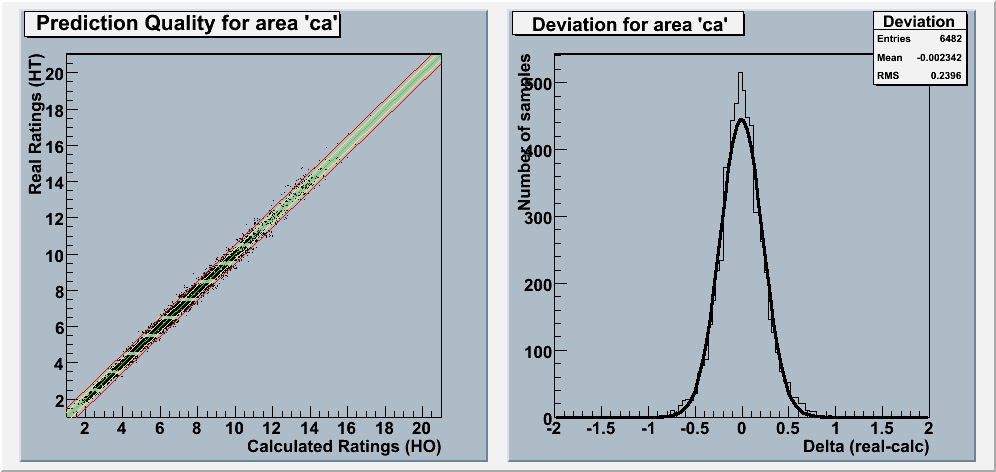 Prediction Quality for area 'ca'
Real Ratings (HT)
20
18
16
14
12
10
8
6
4
2
2 4 6 8 10 12 14 16 18 20
Calculated Ratings (HO)
Deviation for area 'ca'
Deviation
Entries 6482
Mean -0.002342
RMS 0.2396
Number of samples
500
400
300
200
100
0
-2 -1.5 -1 -0.5 0 0.5 1 1.5 2
Delta (real-calc)